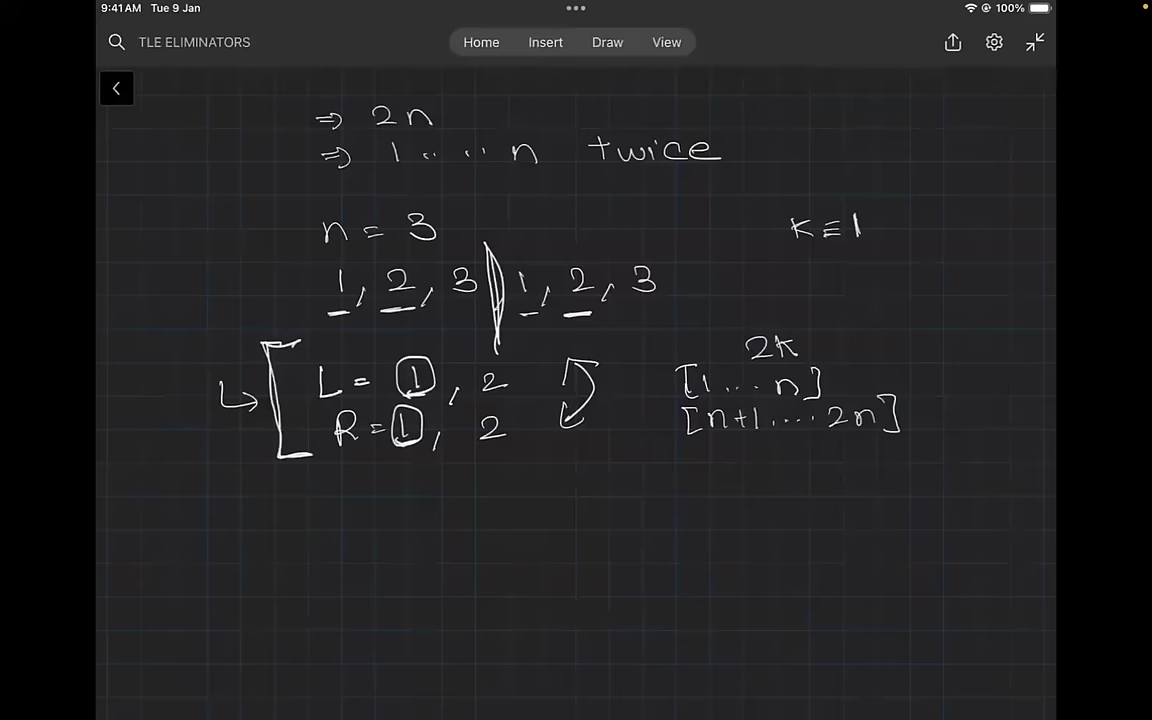 9:41 AM Tue 9 Jan
100%
TLE ELIMINATORS
Home Insert Draw View
⇒ 2n
⇒ 1 .. .. n twice
n = 3
K ≡ 1
1, 2, 3 1, 2, 3
2K
L = 1, 2
[1 ... n]
R = 1, 2
[n+1 .... 2n]